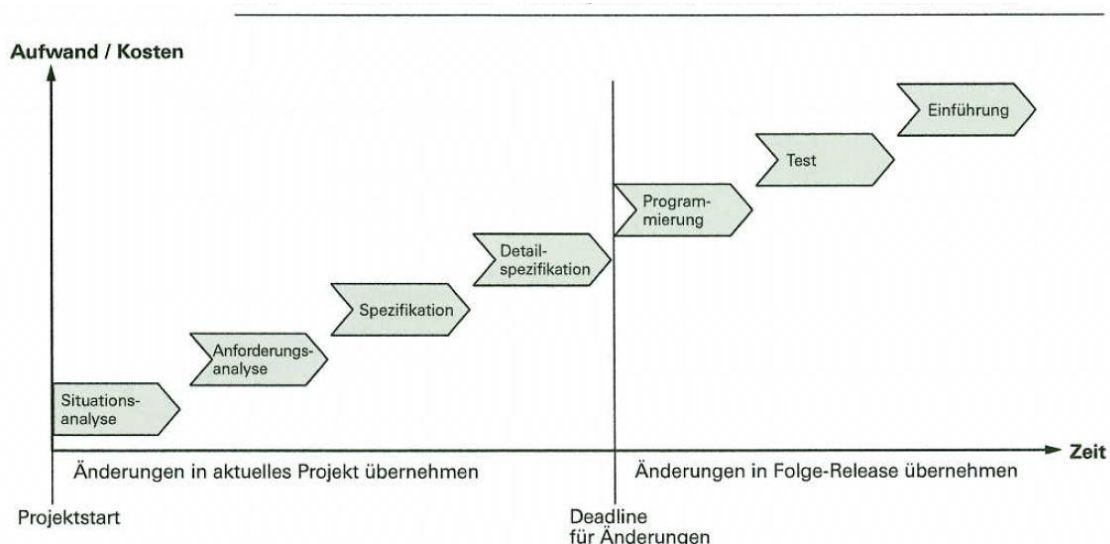 Aufwand / Kosten
Einführung
Test
Program-
mierung
Detail-
spezifikation
Spezifikation
Anforderungs-
analyse
Situations-
analyse
Zeit
Änderungen in aktuelles Projekt übernehmen
Änderungen in Folge-Release übernehmen
Projektstart
Deadline
für Änderungen